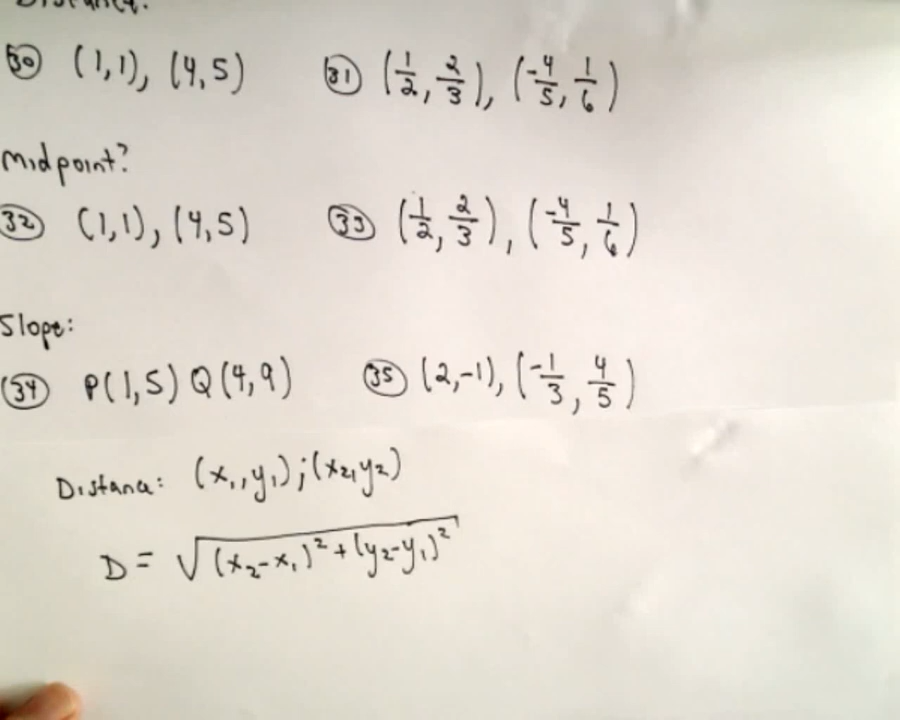 Distance:
30 (1,1), (4,5) 31 (1/2, 2/3), (-4/5, 1/6)
Midpoint?
32 (1,1), (4,5) 33 (1/2, 2/3), (-4/5, 1/6)
Slope:
34 P(1,5) Q(4,9) 35 (2,-1), (-1/3, 4/5)
Distance: (x₁,y₁);(x₂,y₂)
D = √((x₂-x₁)²+(y₂-y₁)²)